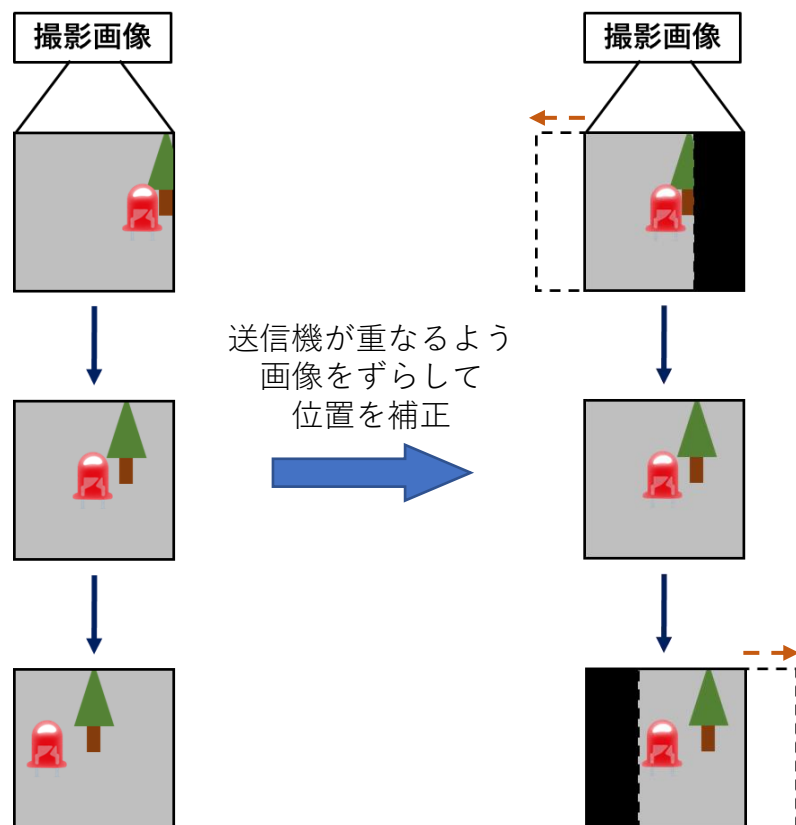 撮影画像
撮影画像
送信機が重なるよう
画像をずらして
位置を補正